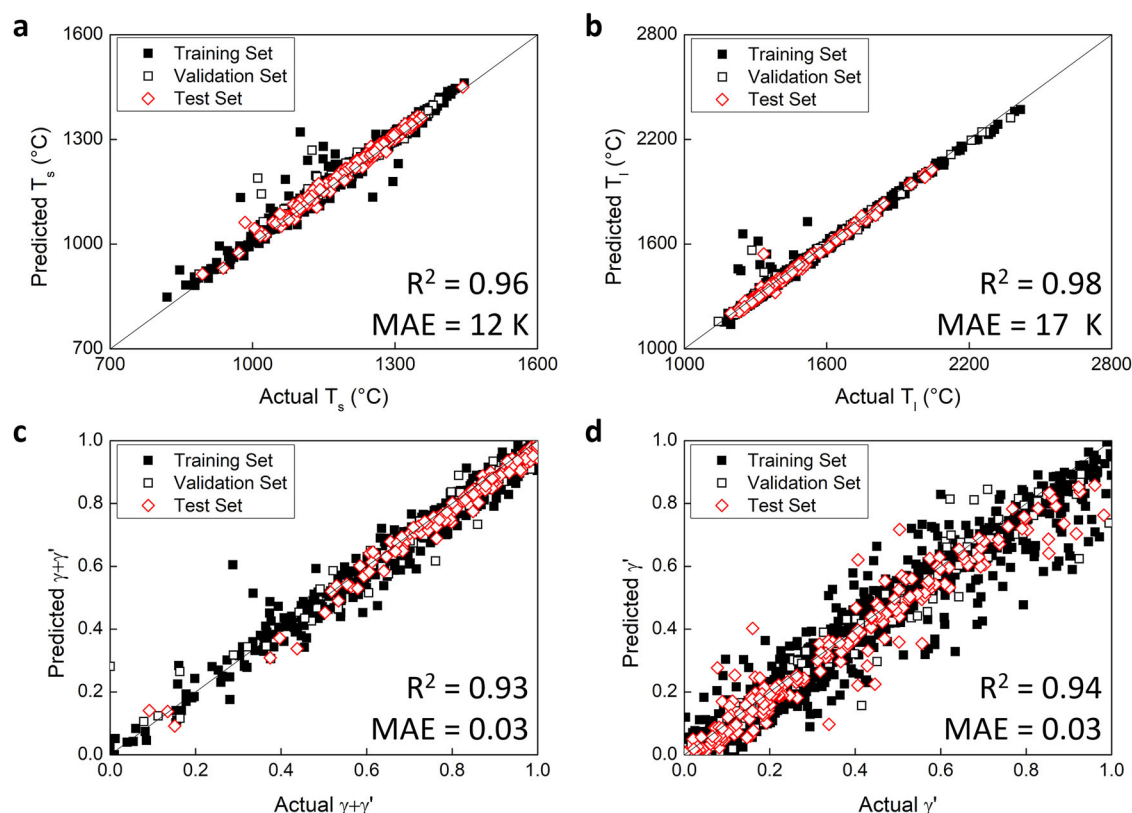 a
1600
Training Set
Validation Set
Test Set
1300
Predicted Tₛ (°C)
1000
R² = 0.96
MAE = 12 K
700
700 1000 1300 1600
Actual Tₛ (°C)
b
2800
Training Set
Validation Set
Test Set
2200
Predicted Tₗ (°C)
1600
R² = 0.98
MAE = 17 K
1000
1000 1600 2200 2800
Actual Tₗ (°C)
c
1.0
Training Set
Validation Set
Test Set
0.8
0.6
Predicted γ+γ'
0.4
0.2
R² = 0.93
MAE = 0.03
0.0
0.0 0.2 0.4 0.6 0.8 1.0
Actual γ+γ'
d
1.0
Training Set
Validation Set
Test Set
0.8
0.6
Predicted γ'
0.4
0.2
R² = 0.94
MAE = 0.03
0.0
0.0 0.2 0.4 0.6 0.8 1.0
Actual γ'